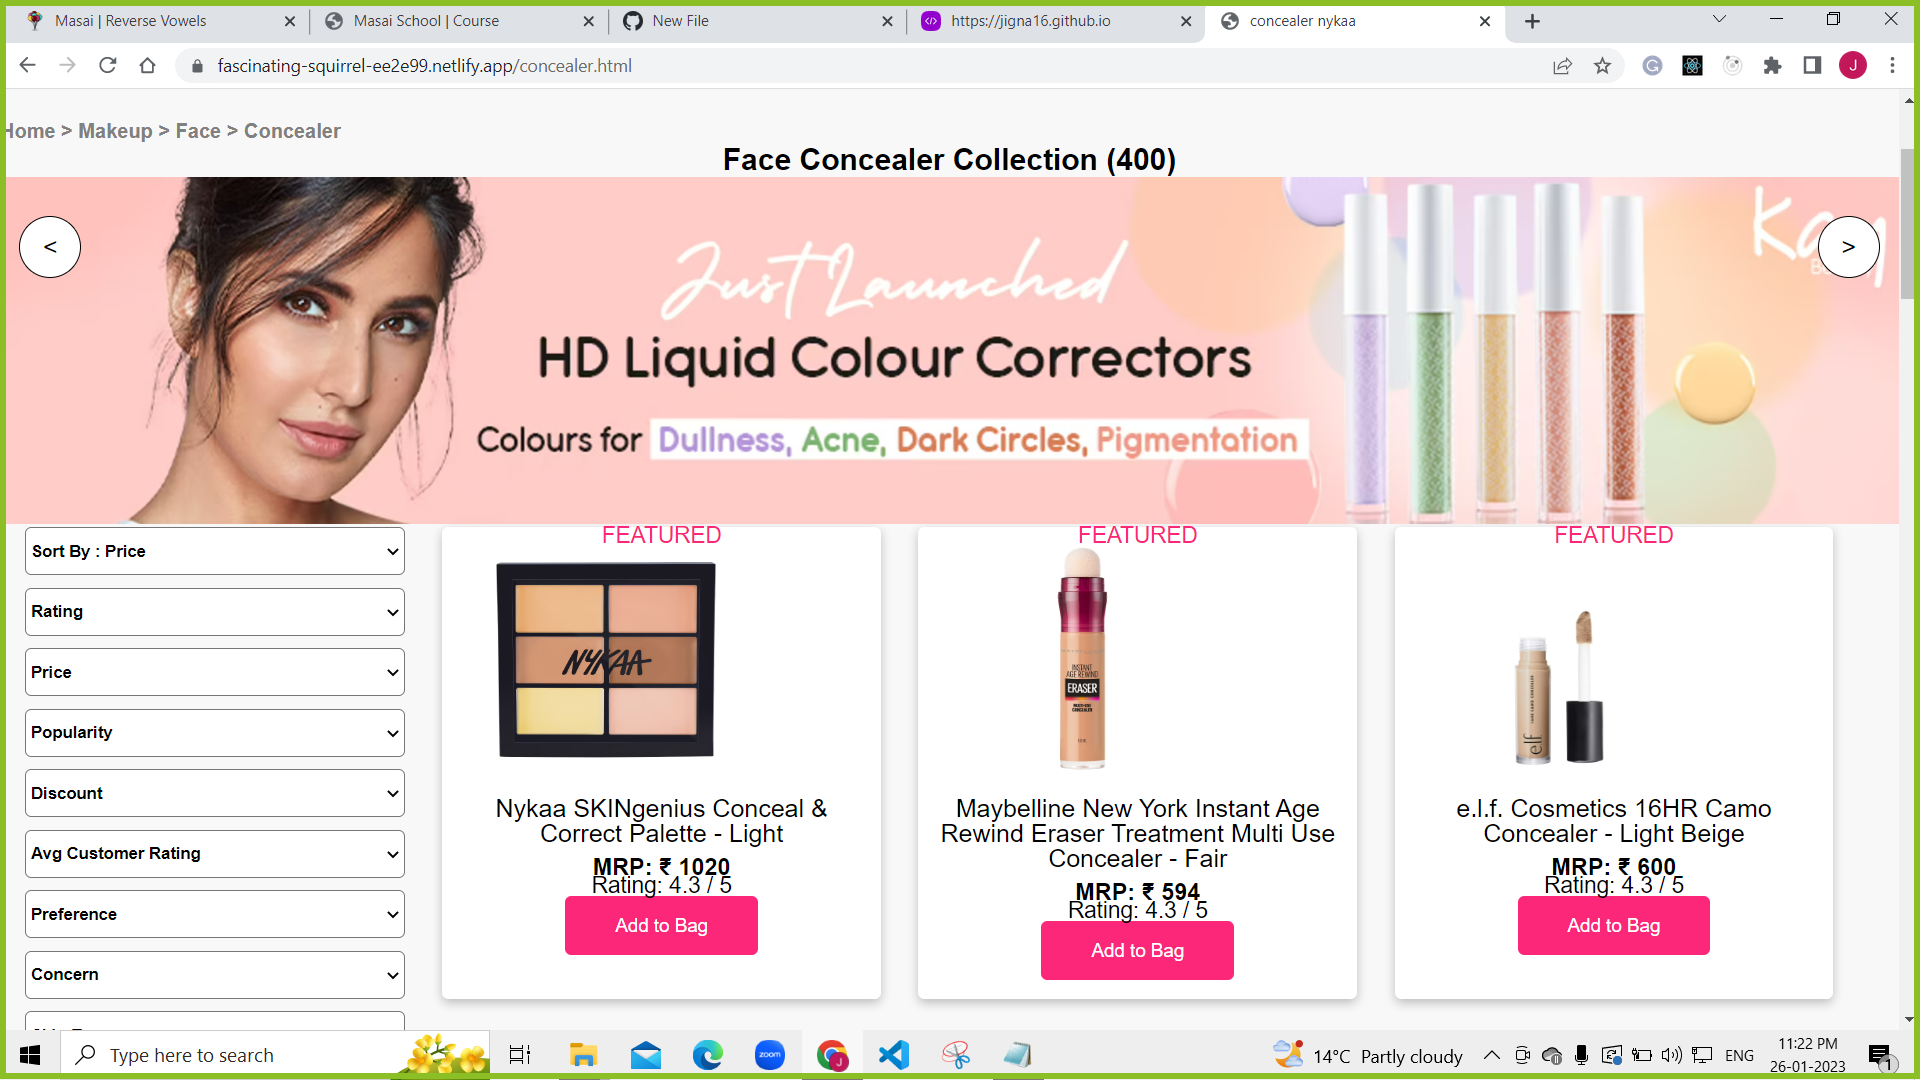 Masai | Reverse Vowels
Masai School | Course
New File
https://jigna16.github.io
concealer nykaa
fascinating-squirrel-ee2e99.netlify.app/concealer.html
J
Home > Makeup > Face > Concealer
Face Concealer Collection (400)
<
>
Just Launched
HD Liquid Colour Correctors
Colours for Dullness, Acne, Dark Circles, Pigmentation
Kay
Sort By : Price
Rating
Price
Popularity
Discount
Avg Customer Rating
Preference
Concern
FEATURED
NYKAA
Nykaa SKINgenius Conceal &
Correct Palette - Light
MRP: ₹ 1020
Rating: 4.3 / 5
Add to Bag
FEATURED
INSTANT
AGE REWIND
ERASER
Maybelline New York Instant Age
Rewind Eraser Treatment Multi Use
Concealer - Fair
MRP: ₹ 594
Rating: 4.3 / 5
Add to Bag
FEATURED
elf
e.l.f. Cosmetics 16HR Camo
Concealer - Light Beige
MRP: ₹ 600
Rating: 4.3 / 5
Add to Bag
Type here to search
zoom
J
14°C Partly cloudy
ENG
11:22 PM
26-01-2023
1